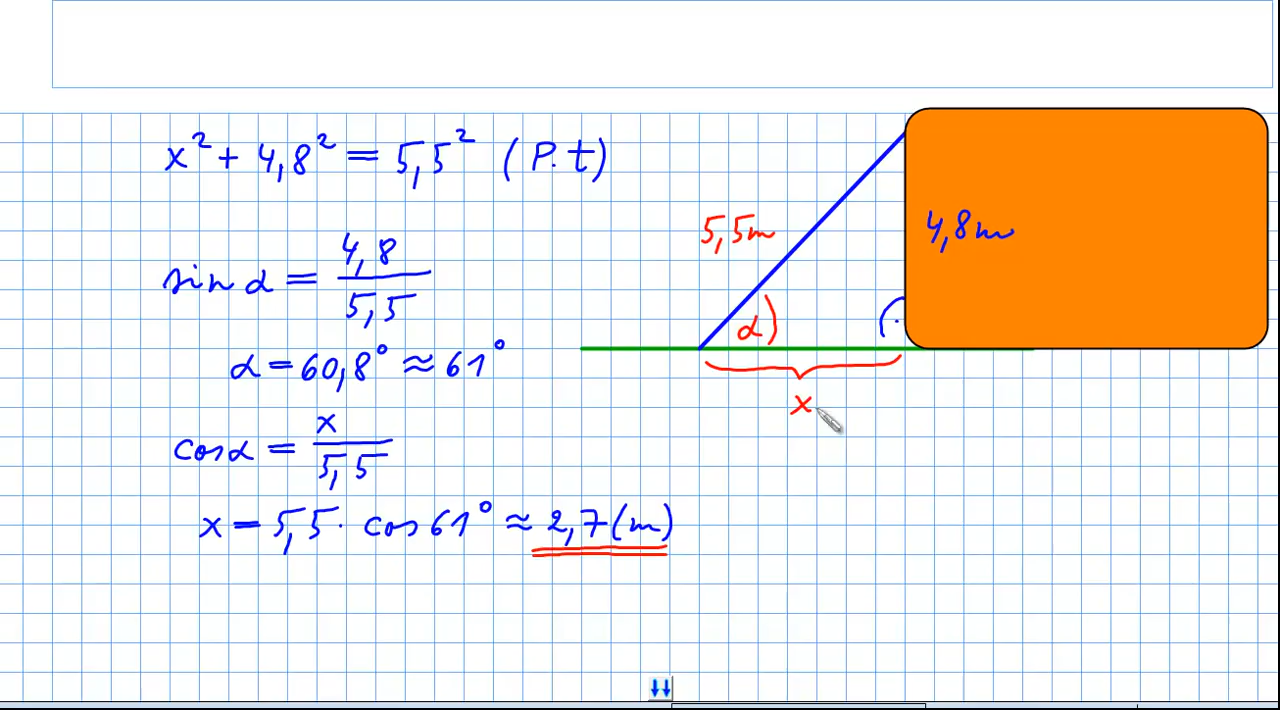 x² + 4,8² = 5,5² (P.t)
sin α = 4,8/5,5
α = 60,8° ≈ 61°
cos α = x/5,5
x = 5,5 · cos 61° ≈ 2,7 (m)
5,5m
4,8m
α
x